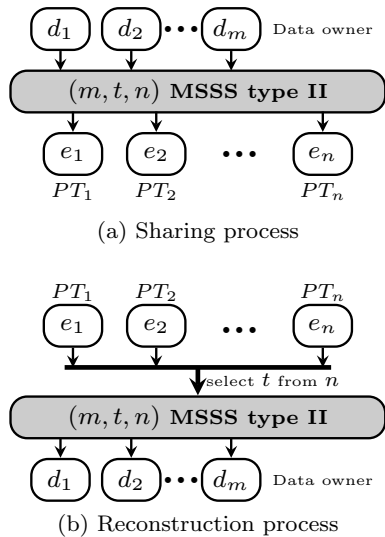 d₁ d₂ ••• dₘ Data owner
(m, t, n) MSSS type II
e₁ e₂ ••• eₙ
PT₁ PT₂ PTₙ
(a) Sharing process
PT₁ PT₂ PTₙ
e₁ e₂ ••• eₙ
select t from n
(m, t, n) MSSS type II
d₁ d₂ ••• dₘ Data owner
(b) Reconstruction process